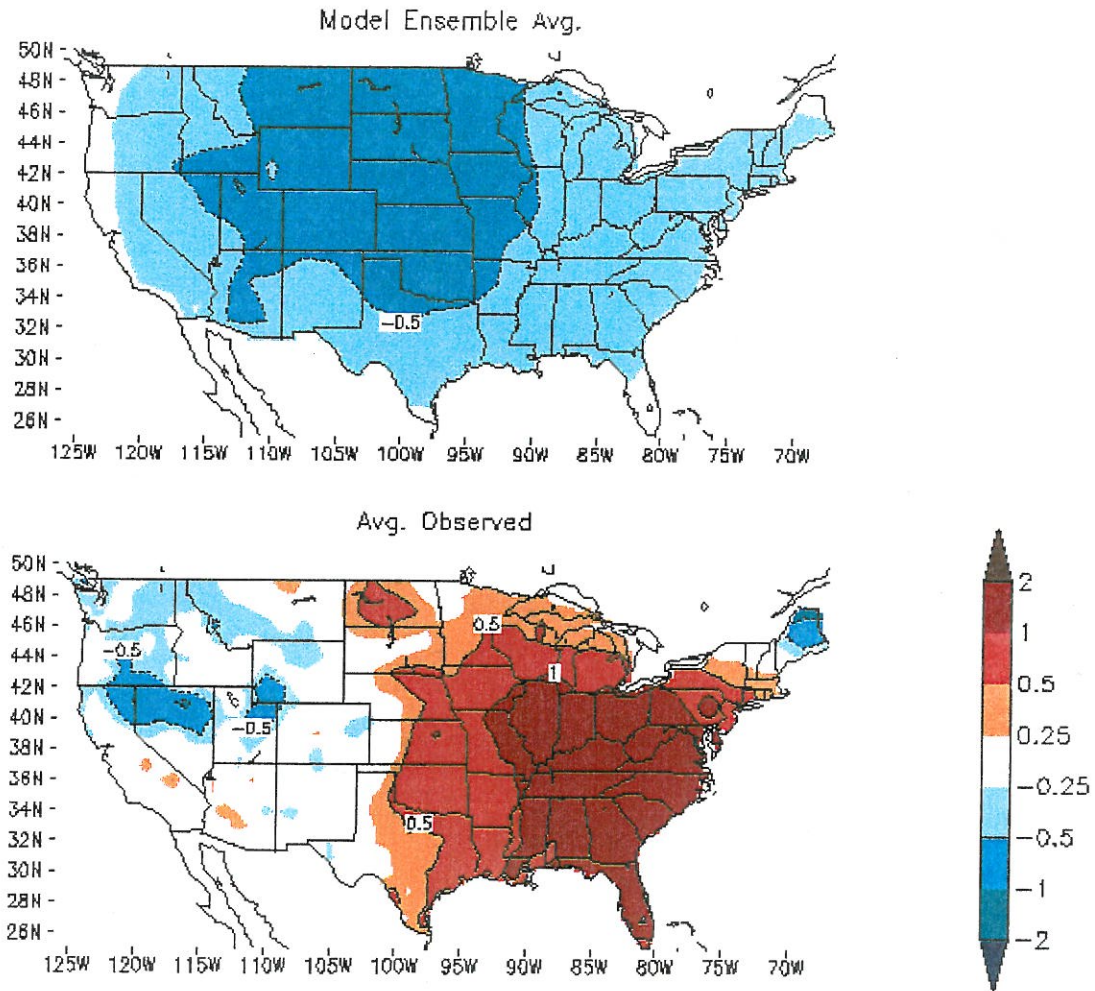 Model Ensemble Avg.
50N -
48N -
46N -
44N -
42N -
40N -
38N -
36N -
34N -
32N -
30N -
28N -
26N -
-0.5
125W 120W 115W 110W 105W 100W 95W 90W 85W 80W 75W 70W
Avg. Observed
50N -
48N -
46N -
44N -
42N -
40N -
38N -
36N -
34N -
32N -
30N -
28N -
26N -
0.5
-0.5
1
-0.5
0.5
125W 120W 115W 110W 105W 100W 95W 90W 85W 80W 75W 70W
2
1
0.5
0.25
-0.25
-0.5
-1
-2